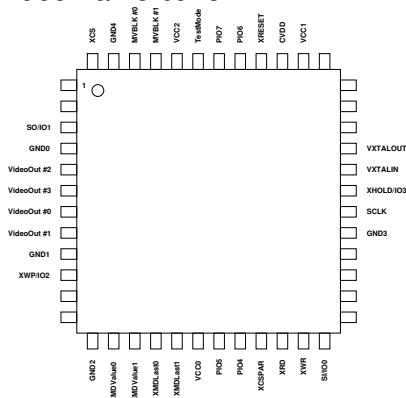 XCS
GND4
MVBLK #0
MVBLK #1
VCC2
TestMode
PIO7
PIO6
XRESET
CVDD
VCC1
1
SO/IO1
GND0
VideoOut #2
VideoOut #3
VideoOut #0
VideoOut #1
GND1
XWP/IO2
VXTALOUT
VXTALIN
XHOLD/IO3
SCLK
GND3
GND2
MDValue0
MDValue1
XMDLast0
XMDLast1
VCC0
PIO5
PIO4
XCSPAR
XRD
XWR
SI/IO0